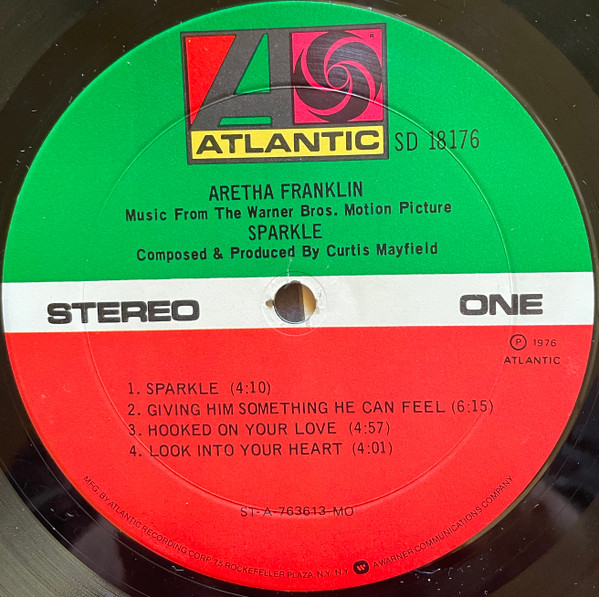 ATLANTIC
SD 18176
ARETHA FRANKLIN
Music From The Warner Bros. Motion Picture
SPARKLE
Composed & Produced By Curtis Mayfield
STEREO
ONE
Ⓟ 1976
ATLANTIC
1. SPARKLE (4:10)
2. GIVING HIM SOMETHING HE CAN FEEL (6:15)
3. HOOKED ON YOUR LOVE (4:57)
4. LOOK INTO YOUR HEART (4:01)
ST-A-763613-MO
MFG. BY ATLANTIC RECORDING CORP. 75 ROCKEFELLER PLAZA, N.Y. N.Y. A WARNER COMMUNICATIONS COMPANY